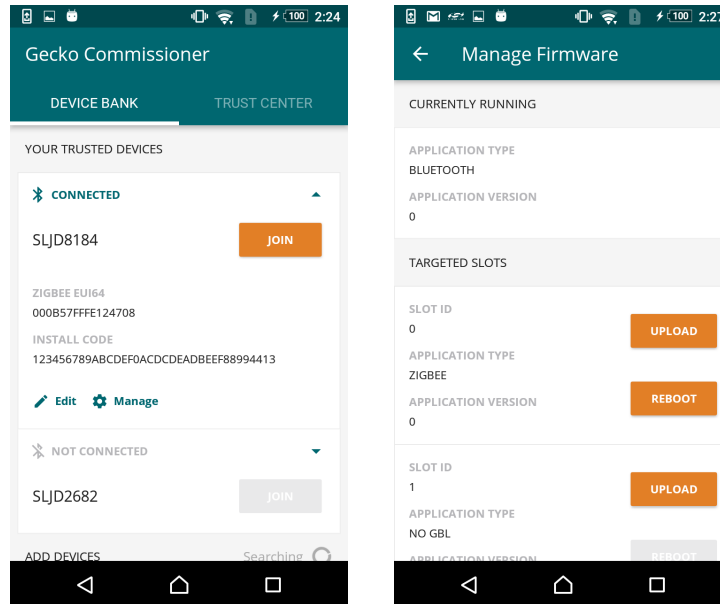 100 2:24
Gecko Commissioner
DEVICE BANK TRUST CENTER
YOUR TRUSTED DEVICES
CONNECTED
SLJD8184 JOIN
ZIGBEE EUI64
000B57FFFE124708
INSTALL CODE
123456789ABCDEF0ACDCDEADBEEF88994413
Edit Manage
NOT CONNECTED
SLJD2682 JOIN
ADD DEVICES Searching
100 2:27
Manage Firmware
CURRENTLY RUNNING
APPLICATION TYPE
BLUETOOTH
APPLICATION VERSION
0
TARGETED SLOTS
SLOT ID
0
UPLOAD
APPLICATION TYPE
ZIGBEE
REBOOT
APPLICATION VERSION
0
SLOT ID
1
UPLOAD
APPLICATION TYPE
NO GBL
APPLICATION VERSION REBOOT